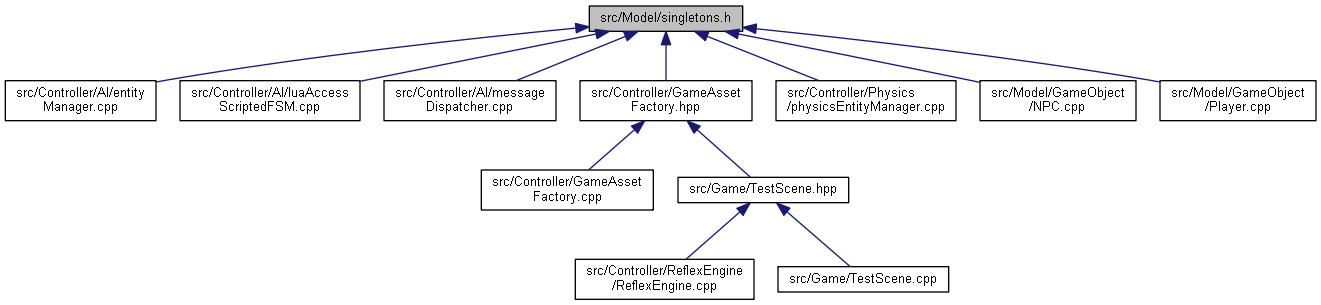 src/Model/singletons.h
src/Controller/AI/entity
Manager.cpp
src/Controller/AI/luaAccess
ScriptedFSM.cpp
src/Controller/AI/message
Dispatcher.cpp
src/Controller/GameAsset
Factory.hpp
src/Controller/Physics
/physicsEntityManager.cpp
src/Model/GameObject
/NPC.cpp
src/Model/GameObject
/Player.cpp
src/Controller/GameAsset
Factory.cpp
src/Game/TestScene.hpp
src/Controller/ReflexEngine
/ReflexEngine.cpp
src/Game/TestScene.cpp